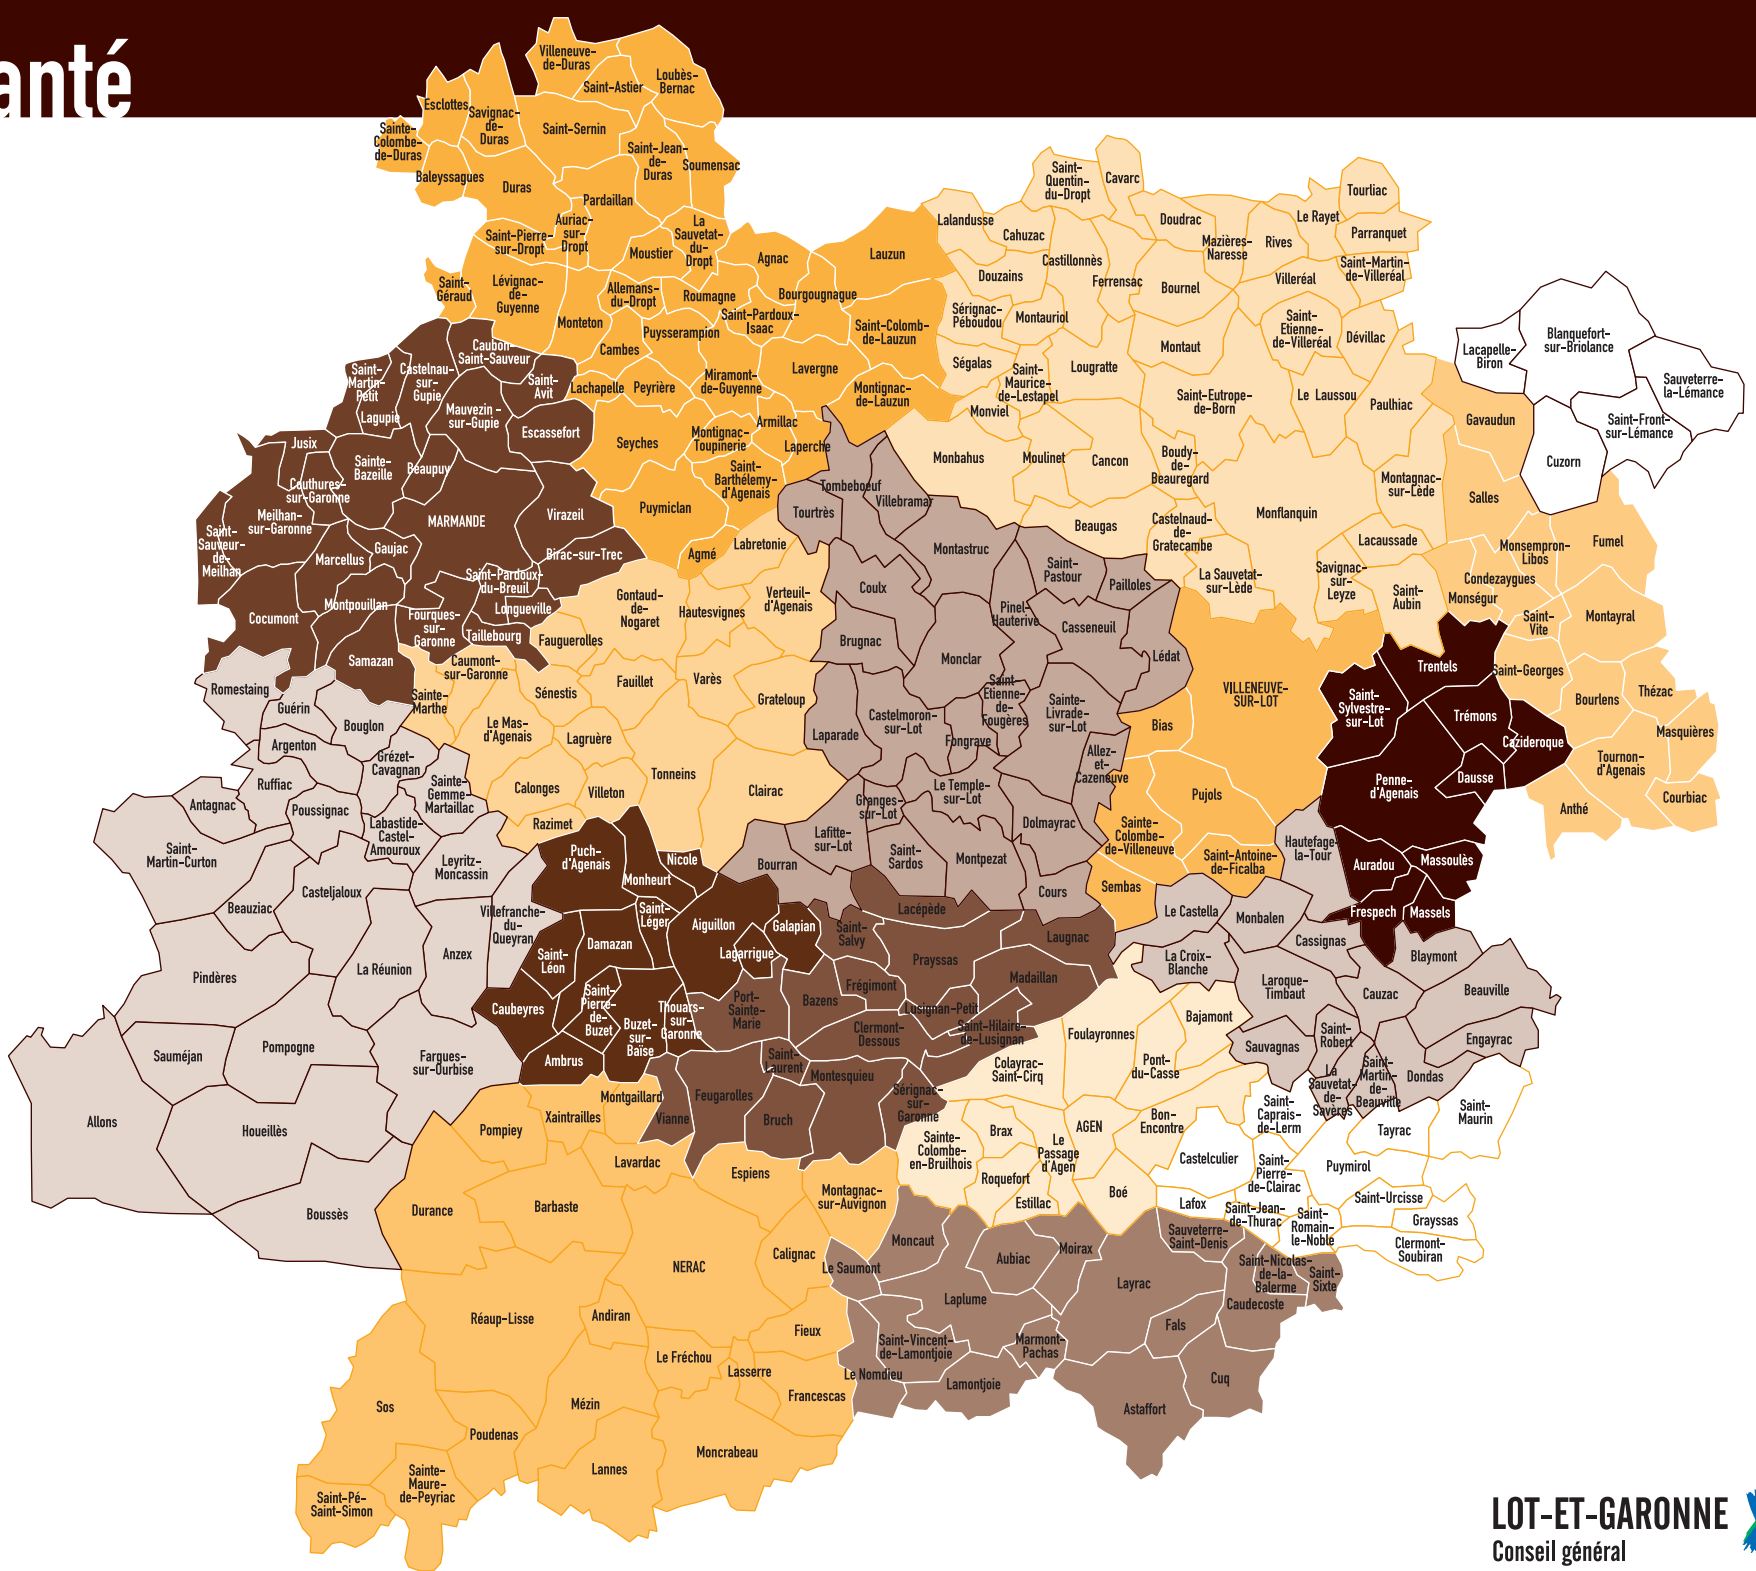 anté
Villeneuve-
de-Duras
Saint-Astier
Loubès-
Bernac
Esclottes
Savignac-
de-
Duras
Saint-Sernin
Sainte-
Colombe-
de-Duras
Saint-Jean-
de-
Duras
Soumensac
Baleyssagues
Duras
Pardaillan
Auriac-
sur-
Dropt
La
Sauvetat-
du-
Dropt
Saint-Pierre-
sur-Dropt
Moustier
Agnac
Lauzun
Saint-
Géraud
Lévignac-
de-
Guyenne
Allemans-
du-Dropt
Roumagne
Bourgougnague
Monteton
Puysserampion
Saint-Pardoux-
Isaac
Saint-Colomb-
de-Lauzun
Cambes
Lachapelle
Peyrière
Miramont-
de-Guyenne
Lavergne
Montignac-
de-Lauzun
Armillac
Seyches
Montignac-
Toupinerie
Laperche
Saint-
Barthélemy-
d'Agenais
Puymiclan
Agmé
Saint-
Quentin-
du-Dropt
Cavarc
Tourliac
Lalandusse
Cahuzac
Doudrac
Le Rayet
Parranquet
Mazières-
Naresse
Rives
Castillonnès
Douzains
Ferrensac
Bournel
Villeréal
Saint-Martin-
de-Villeréal
Sérignac-
Péboudou
Montauriol
Saint-
Etienne-
de-Villeréal
Dévillac
Montaut
Ségalas
Saint-
Maurice-
de-Lestapel
Lougratte
Saint-Eutrope-
de-Born
Le Laussou
Paulhiac
Monviel
Monbahus
Moulinet
Cancon
Boudy-
de-
Beauregard
Montagnac-
sur-Lède
Monflanquin
Beaugas
Castelnaud-
de-
Gratecambe
Lacaussade
La Sauvetat-
sur-Lède
Savignac-
sur-
Leyze
Saint-
Aubin
Lacapelle-
Biron
Blanquefort-
sur-Briolance
Sauveterre-
la-Lémance
Saint-Front-
sur-Lémance
Cuzorn
Gavaudun
Salles
Monsempron-
Libos
Fumel
Condezaygues
Monségur
Saint-
Vite
Montayral
Saint-Georges
Bourlens
Thézac
Masquières
Tournon-
d'Agenais
Courbiac
Anthé
Caubon-
Saint-Sauveur
Saint-
Martin-
Petit
Castelnau-
sur-
Gupie
Saint-
Avit
Lagupie
Mauvezin -
sur-Gupie
Escassefort
Jusix
Sainte-
Bazeille
Beaupuy
Couthures-
sur-Garonne
Meilhan-
sur-Garonne
MARMANDE
Virazeil
Saint-
Sauveur-
de-
Meilhan
Marcellus
Gaujac
Birac-sur-Trec
Saint-Pardoux-
du-Breuil
Montpouillan
Longueville
Cocumont
Fourques-
sur-
Garonne
Taillebourg
Samazan
Labretonie
Gontaud-
de-
Nogaret
Hautesvignes
Verteuil-
d'Agenais
Fauguerolles
Caumont-
sur-Garonne
Sainte-
Marthe
Sénestis
Fauillet
Varès
Grateloup
Le Mas-
d'Agenais
Lagruère
Tonneins
Calonges
Villeton
Clairac
Razimet
Tombeboeuf
Villebramar
Tourtrès
Montastruc
Saint-
Pastour
Pailloles
Coulx
Pinel-
Hauterive
Casseneuil
Brugnac
Monclar
Lédat
Saint-
Etienne-
de-
Fougères
Sainte-
Livrade-
sur-Lot
Laparade
Castelmoron-
sur-Lot
Fongrave
Allez-
et-
Cazeneuve
Granges-
sur-Lot
Le Temple-
sur-Lot
Dolmayrac
Lafitte-
sur-Lot
Saint-
Sardos
Montpezat
Bourran
Cours
VILLENEUVE-
SUR-LOT
Bias
Pujols
Sainte-
Colombe-
de-Villeneuve
Saint-Antoine-
de-Ficalba
Sembas
Trentels
Saint-
Sylvestre-
sur-Lot
Trémons
Cazideroque
Penne-
d'Agenais
Dausse
Auradou
Massoulès
Frespech
Massels
Hautefage-
la-Tour
Le Castella
Monbalen
Cassignas
Blaymont
La Croix-
Blanche
Laroque-
Timbaut
Cauzac
Beauville
Sauvagnas
Saint-
Robert
Engayrac
La
Sauvetat-
de-
Savères
Saint-
Martin-
de-
Beauville
Dondas
Romestaing
Guérin
Bouglon
Argenton
Grézet-
Cavagnan
Ruffiac
Sainte-
Gemme-
Martaillac
Antagnac
Poussignac
Labastide-
Castel-
Amouroux
Saint-
Martin-Curton
Leyritz-
Moncassin
Casteljaloux
Beauziac
Villefranche-
du-
Queyran
Anzex
La Réunion
Pindères
Sauméjan
Pompogne
Fargues-
sur-Ourbise
Allons
Houeillès
Boussès
Puch-
d'Agenais
Nicole
Monheurt
Saint-
Léger
Aiguillon
Galapian
Damazan
Lagarrigue
Saint-
Léon
Caubeyres
Saint-
Pierre-
de-
Buzet
Buzet-
sur-
Baïse
Thouars-
sur-
Garonne
Ambrus
Lacépède
Saint-
Salvy
Laugnac
Prayssas
Madaillan
Frégimont
Bazens
Port-
Sainte-
Marie
Lusignan-Petit
Clermont-
Dessous
Saint-Hilaire-
de-Lusignan
Saint-
Laurent
Montesquieu
Feugarolles
Sérignac-
sur-
Garonne
Vianne
Bruch
Bajamont
Foulayronnes
Colayrac-
Saint-Cirq
Pont-
du-Casse
Bon-
Encontre
Sainte-
Colombe-
en-Bruilhois
Brax
Le
Passage
d'Agen
AGEN
Roquefort
Estillac
Boé
Saint-
Caprais-
de-Lerm
Saint-
Maurin
Tayrac
Castelculier
Saint-
Pierre-
de-Clairac
Puymirol
Lafox
Saint-Jean-
de-Thurac
Saint-
Romain-
le-Noble
Saint-Urcisse
Grayssas
Clermont-
Soubiran
Montgaillard
Xaintrailles
Pompiey
Lavardac
Espiens
Montagnac-
sur-Auvignon
Durance
Barbaste
Calignac
NERAC
Réaup-Lisse
Andiran
Fieux
Le Fréchou
Lasserre
Francescas
Sos
Mézin
Poudenas
Moncrabeau
Sainte-
Maure-
de-Peyriac
Lannes
Saint-Pé-
Saint-Simon
Moncaut
Aubiac
Moirax
Sauveterre-
Saint-Denis
Le Saumont
Layrac
Saint-Nicolas-
de-la-
Balerme
Saint-
Sixte
Laplume
Caudecoste
Fals
Saint-Vincent-
de-Lamontjoie
Marmont-
Pachas
Le Nomdieu
Lamontjoie
Cuq
Astaffort
LOT-ET-GARONNE
Conseil général